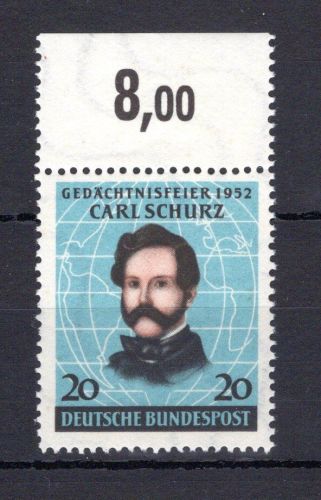 8,00
GEDÄCHTNISFEIER 1952
CARL SCHURZ
20 20
DEUTSCHE BUNDESPOST